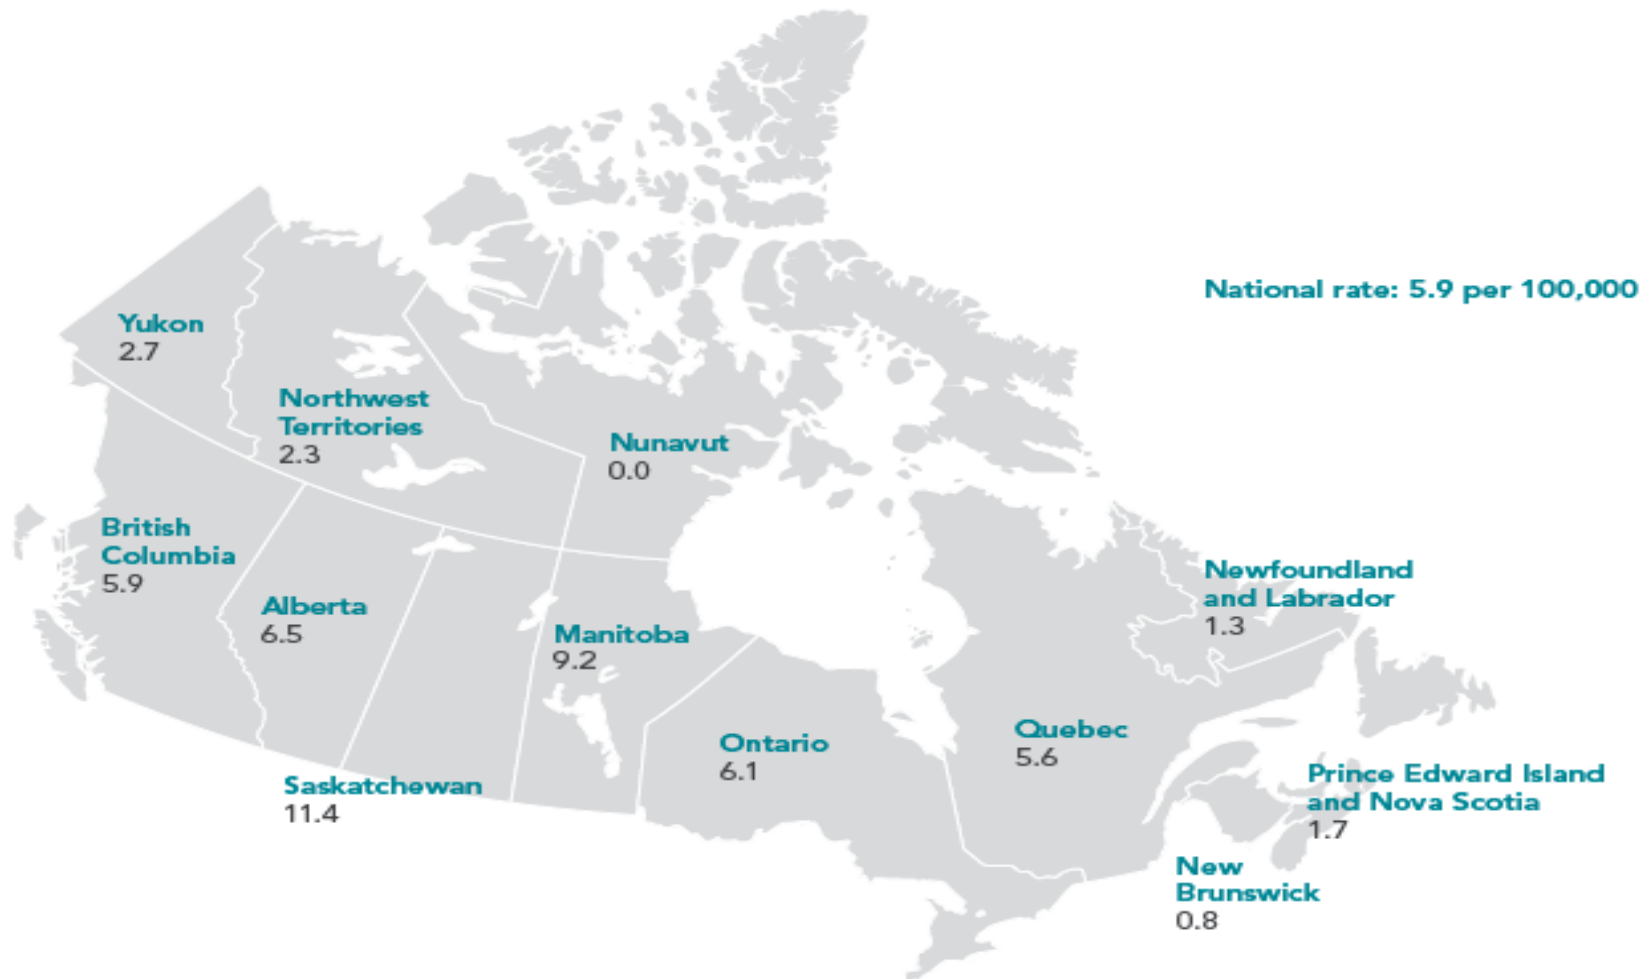 National rate: 5.9 per 100,000
Yukon
2.7
Northwest
Territories
2.3
Nunavut
0.0
British
Columbia
5.9
Alberta
6.5
Manitoba
9.2
Newfoundland
and Labrador
1.3
Saskatchewan
11.4
Ontario
6.1
Quebec
5.6
Prince Edward Island
and Nova Scotia
1.7
New
Brunswick
0.8